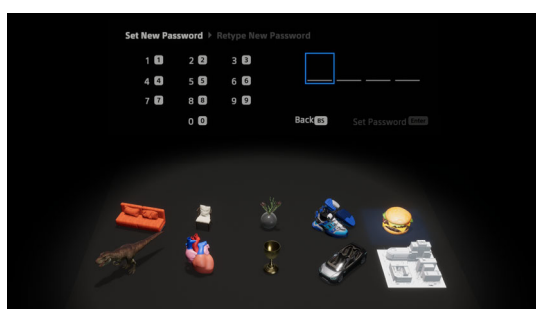 Set New Password ▸ Retype New Password
1 1 2 2 3 3
4 4 5 5 6 6
7 7 8 8 9 9
0 0
Back BS Set Password Enter